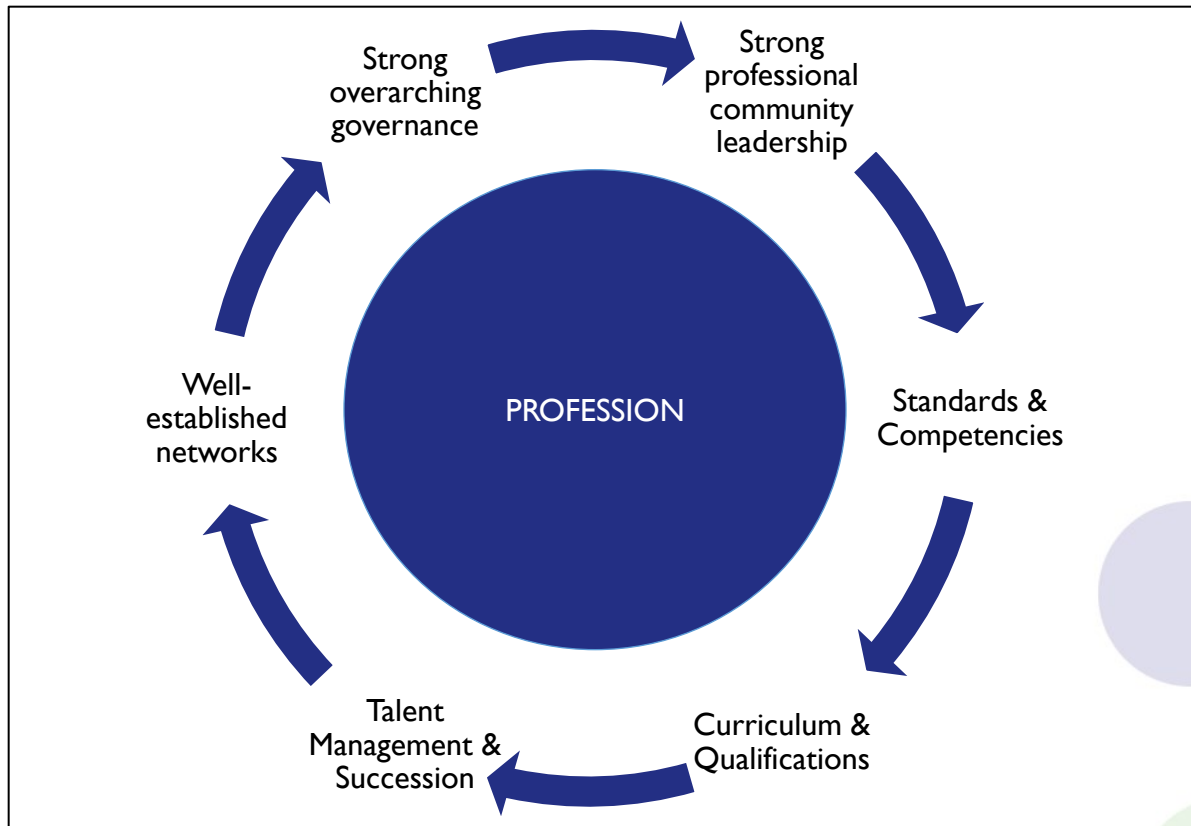 Strong
overarching
governance
Strong
professional
community
leadership
Standards &
Competencies
Curriculum &
Qualifications
Talent
Management &
Succession
Well-
established
networks
PROFESSION